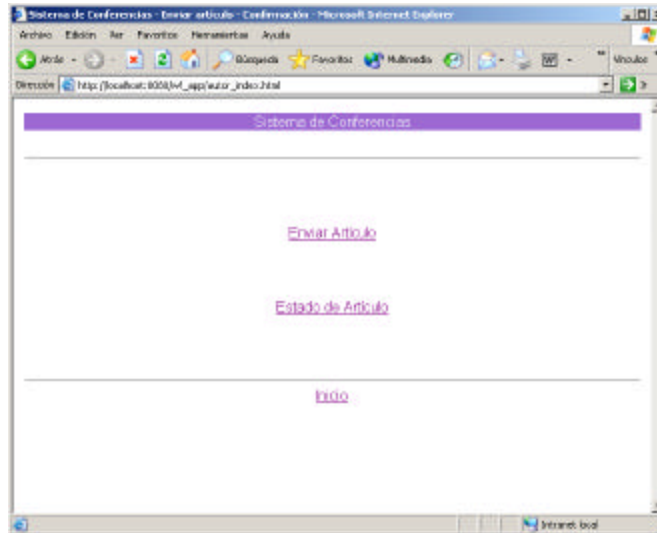 Sistema de Conferencias - Enviar artículo - Confirmación - Microsoft Internet Explorer
Archivo Edición Ver Favoritos Herramientas Ayuda
Atrás Búsqueda Favoritos Multimedia Vínculos
Dirección http://localhost:8080/wf_app/autor_index.html
Sistema de Conferencias
Enviar Artículo
Estado de Artículo
Inicio
Intranet local